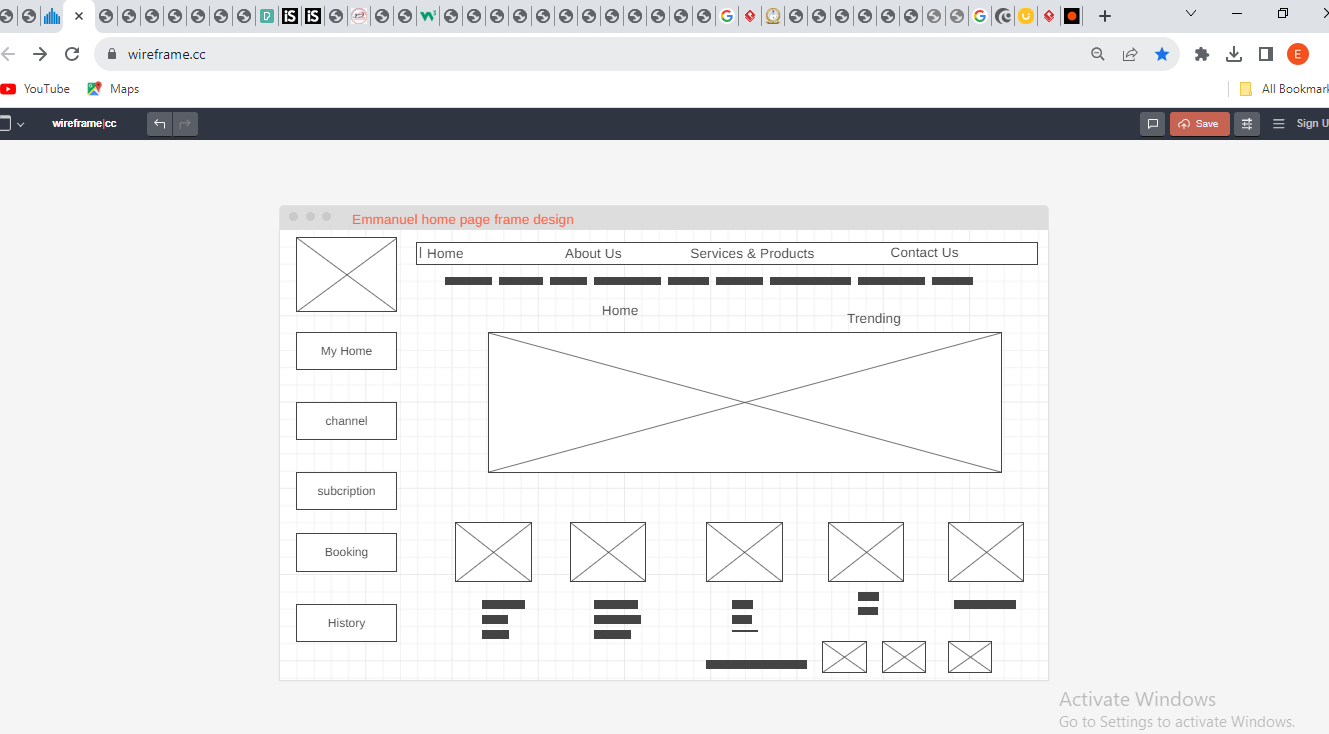 wireframe.cc
E
YouTube
Maps
All Bookmark
wireframe|cc
Save
Sign U
Emmanuel home page frame design
Home
About Us
Services & Products
Contact Us
Home
Trending
My Home
channel
subcription
Booking
History
Activate Windows
Go to Settings to activate Windows.